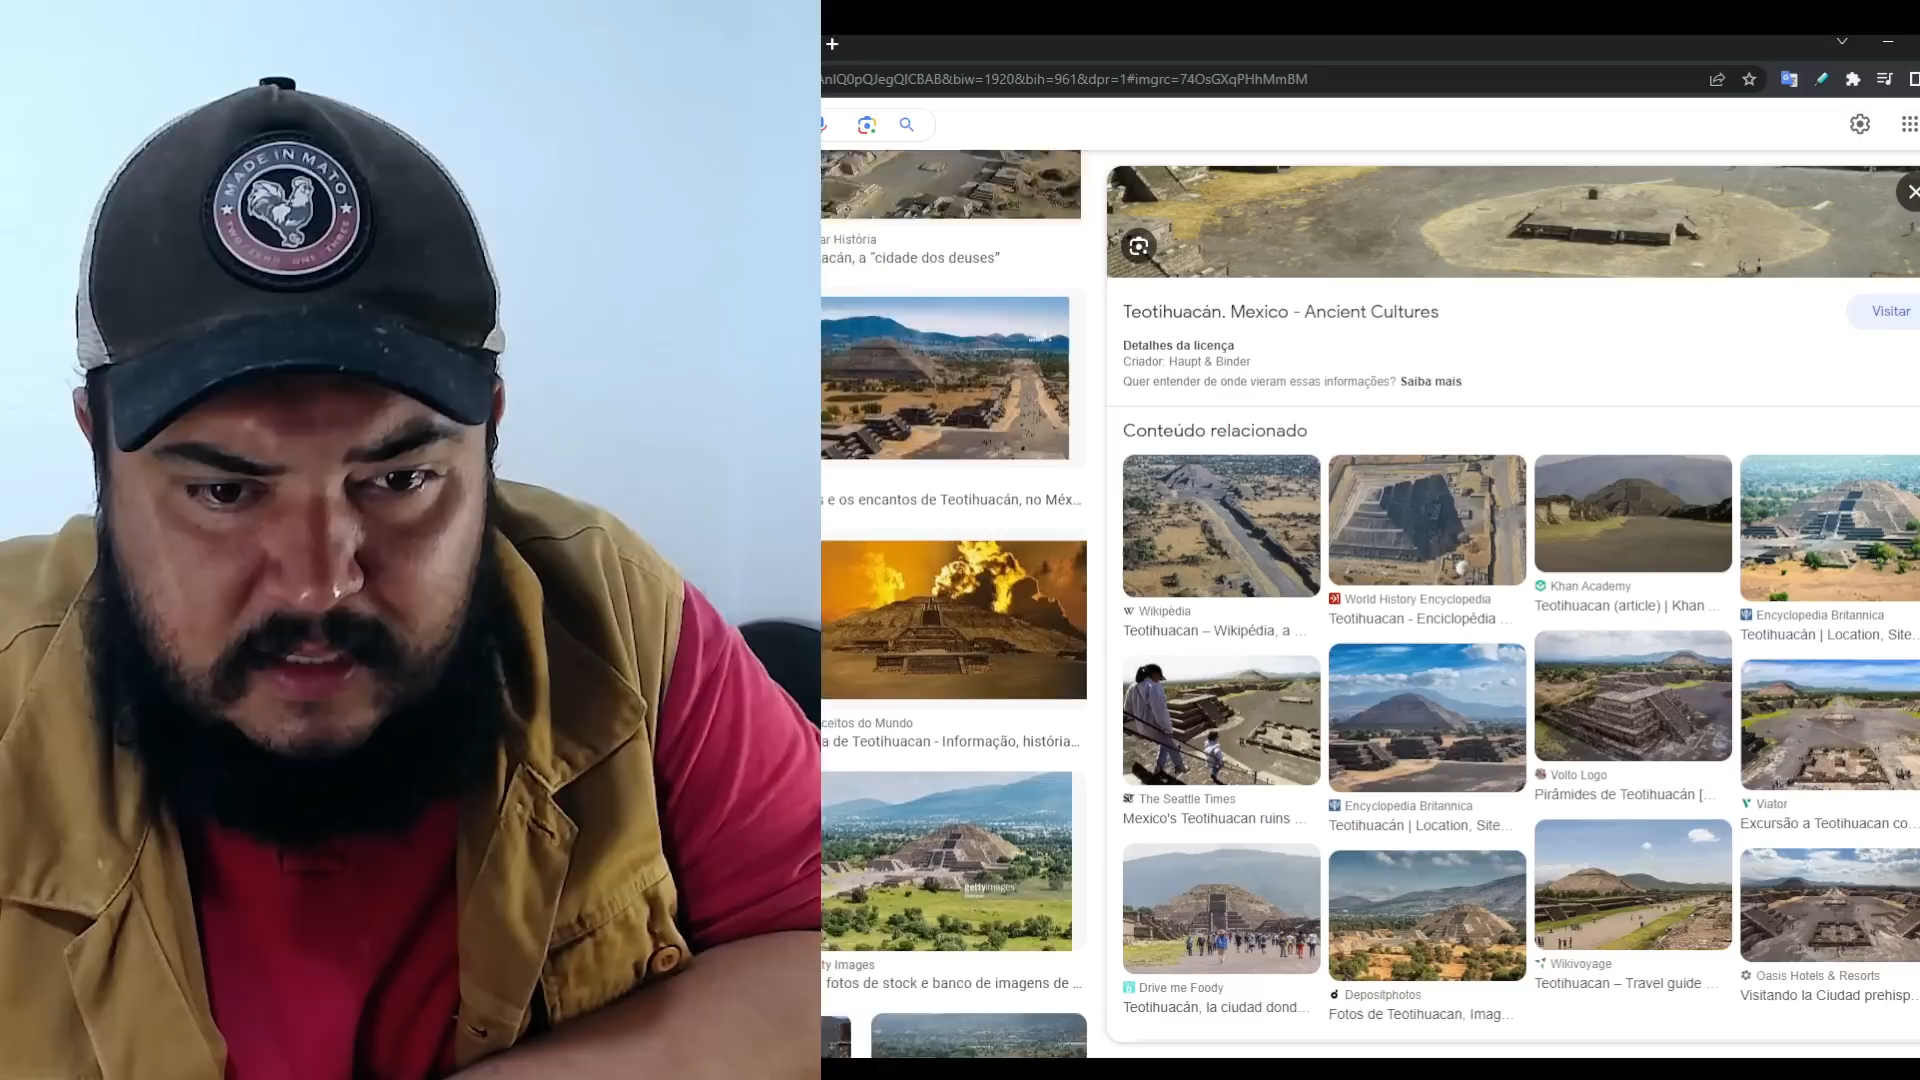 MADE IN MATO
TWO ZERO ONE THREE
AnIQ0pQJegQICBAB&biw=1920&bih=961&dpr=1#imgrc=74OsGXqPHhMmBM
ar História
acán, a "cidade dos deuses"
s e os encantos de Teotihuacán, no Méx...
ceitos do Mundo
a de Teotihuacan - Informação, história...
gettyimages
ty Images
fotos de stock e banco de imagens de ...
Teotihuacán. Mexico - Ancient Cultures
Visitar
Detalhes da licença
Criador: Haupt & Binder
Quer entender de onde vieram essas informações? Saiba mais
Conteúdo relacionado
W Wikipédia
Teotihuacan – Wikipédia, a ...
World History Encyclopedia
Teotihuacan - Enciclopédia ...
Khan Academy
Teotihuacan (article) | Khan ...
Encyclopedia Britannica
Teotihuacán | Location, Site...
The Seattle Times
Mexico's Teotihuacan ruins ...
Encyclopedia Britannica
Teotihuacán | Location, Site...
Volto Logo
Pirâmides de Teotihuacán [...
Viator
Excursão a Teotihuacan co...
Drive me Foody
Teotihuacán, la ciudad dond...
Depositphotos
Fotos de Teotihuacan, Imag...
Wikivoyage
Teotihuacan – Travel guide ...
Oasis Hotels & Resorts
Visitando la Ciudad prehisp...